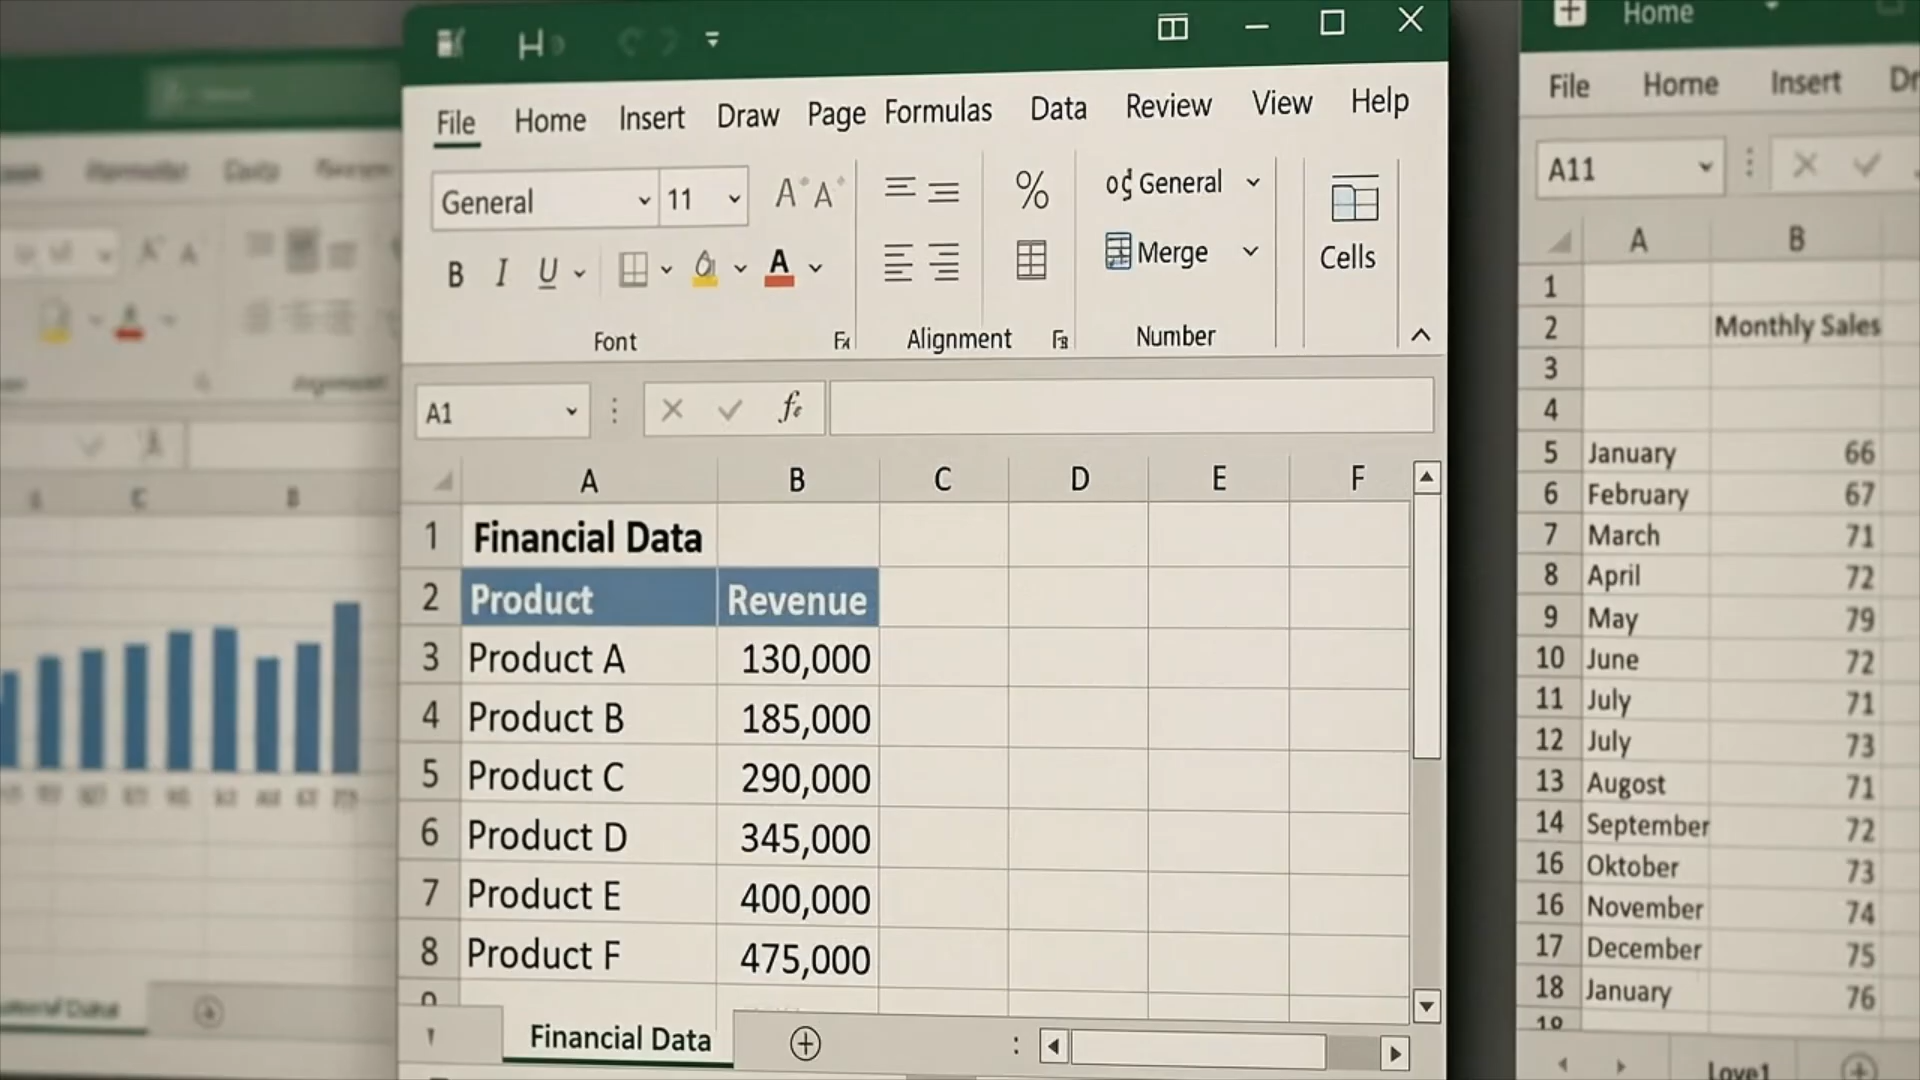 File Home Insert Draw Page Formulas Data Review View Help
General 11 A A % General
B I U A Merge Cells
Font Alignment Number
A1
A B C D E F
1 Financial Data
2 Product Revenue
3 Product A 130,000
4 Product B 185,000
5 Product C 290,000
6 Product D 345,000
7 Product E 400,000
8 Product F 475,000
Financial Data
Home
File Home Insert
A11
A B
1
2 Monthly Sales
3
4
5 January 66
6 February 67
7 March 71
8 April 72
9 May 79
10 June 72
11 July 71
12 July 73
13 Augost 71
14 September 72
16 Oktober 73
16 November 74
17 December 75
18 January 76
Love1